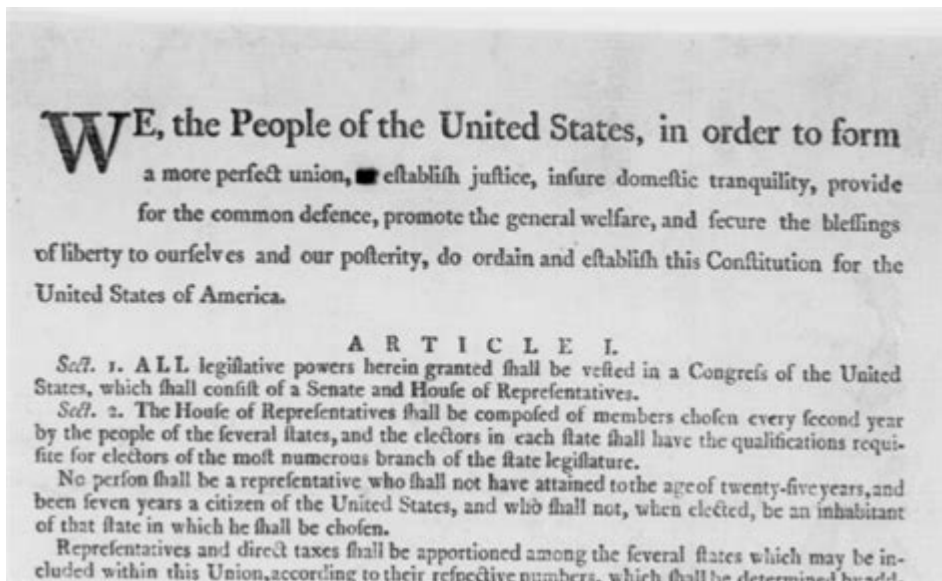 WE, the People of the United States, in order to form
a more perfect union, eſtabliſh juſtice, inſure domeſtic tranquility, provide
for the common defence, promote the general welfare, and ſecure the bleſſings
of liberty to ourſelves and our poſterity, do ordain and eſtabliſh this Conſtitution for the
United States of America.
ARTICLE I.
Sect. 1. ALL legiſlative powers herein granted ſhall be veſted in a Congreſs of the United
States, which ſhall conſiſt of a Senate and Houſe of Repreſentatives.
Sect. 2. The Houſe of Repreſentatives ſhall be compoſed of members choſen every ſecond year
by the people of the ſeveral ſtates, and the electors in each ſtate ſhall have the qualifications requi-
ſite for electors of the moſt numerous branch of the ſtate legiſlature.
No perſon ſhall be a repreſentative who ſhall not have attained to the age of twenty-five years, and
been ſeven years a citizen of the United States, and who ſhall not, when elected, be an inhabitant
of that ſtate in which he ſhall be choſen.
Repreſentatives and direct taxes ſhall be apportioned among the ſeveral ſtates which may be in-
cluded within this Union, according to their reſpective numbers, which ſhall be determined by